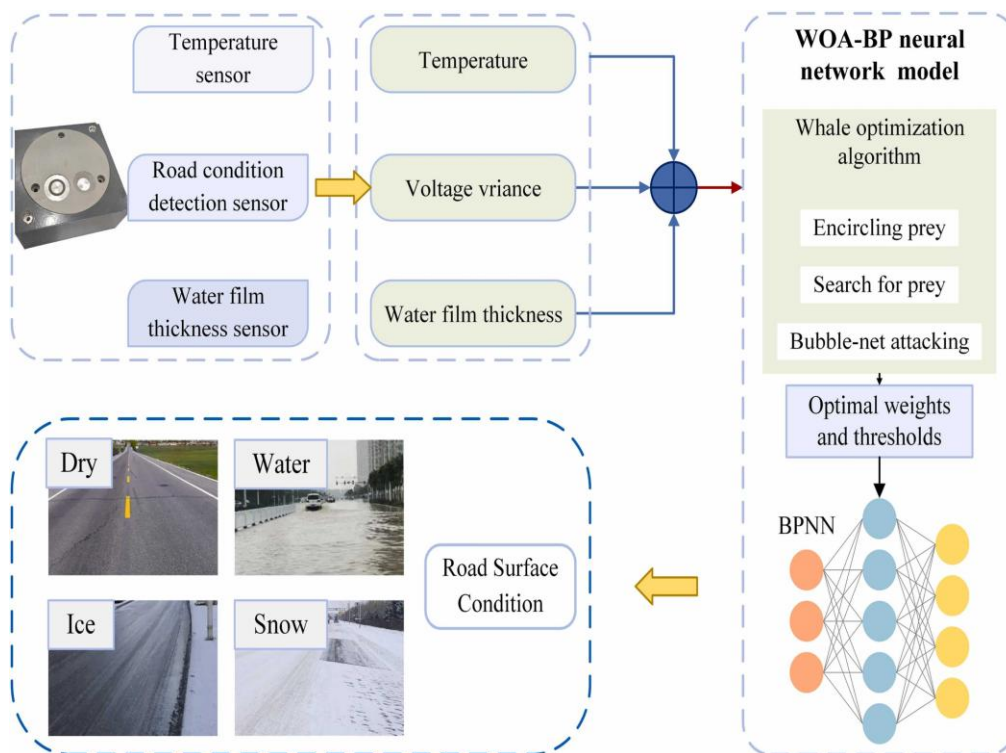 Temperature
sensor
Road condition
detection sensor
Water film
thickness sensor
Temperature
Voltage vriance
Water film thickness
WOA-BP neural
network model
Whale optimization
algorithm
Encircling prey
Search for prey
Bubble-net attacking
Optimal weights
and thresholds
BPNN
Dry
Water
Ice
Snow
Road Surface
Condition